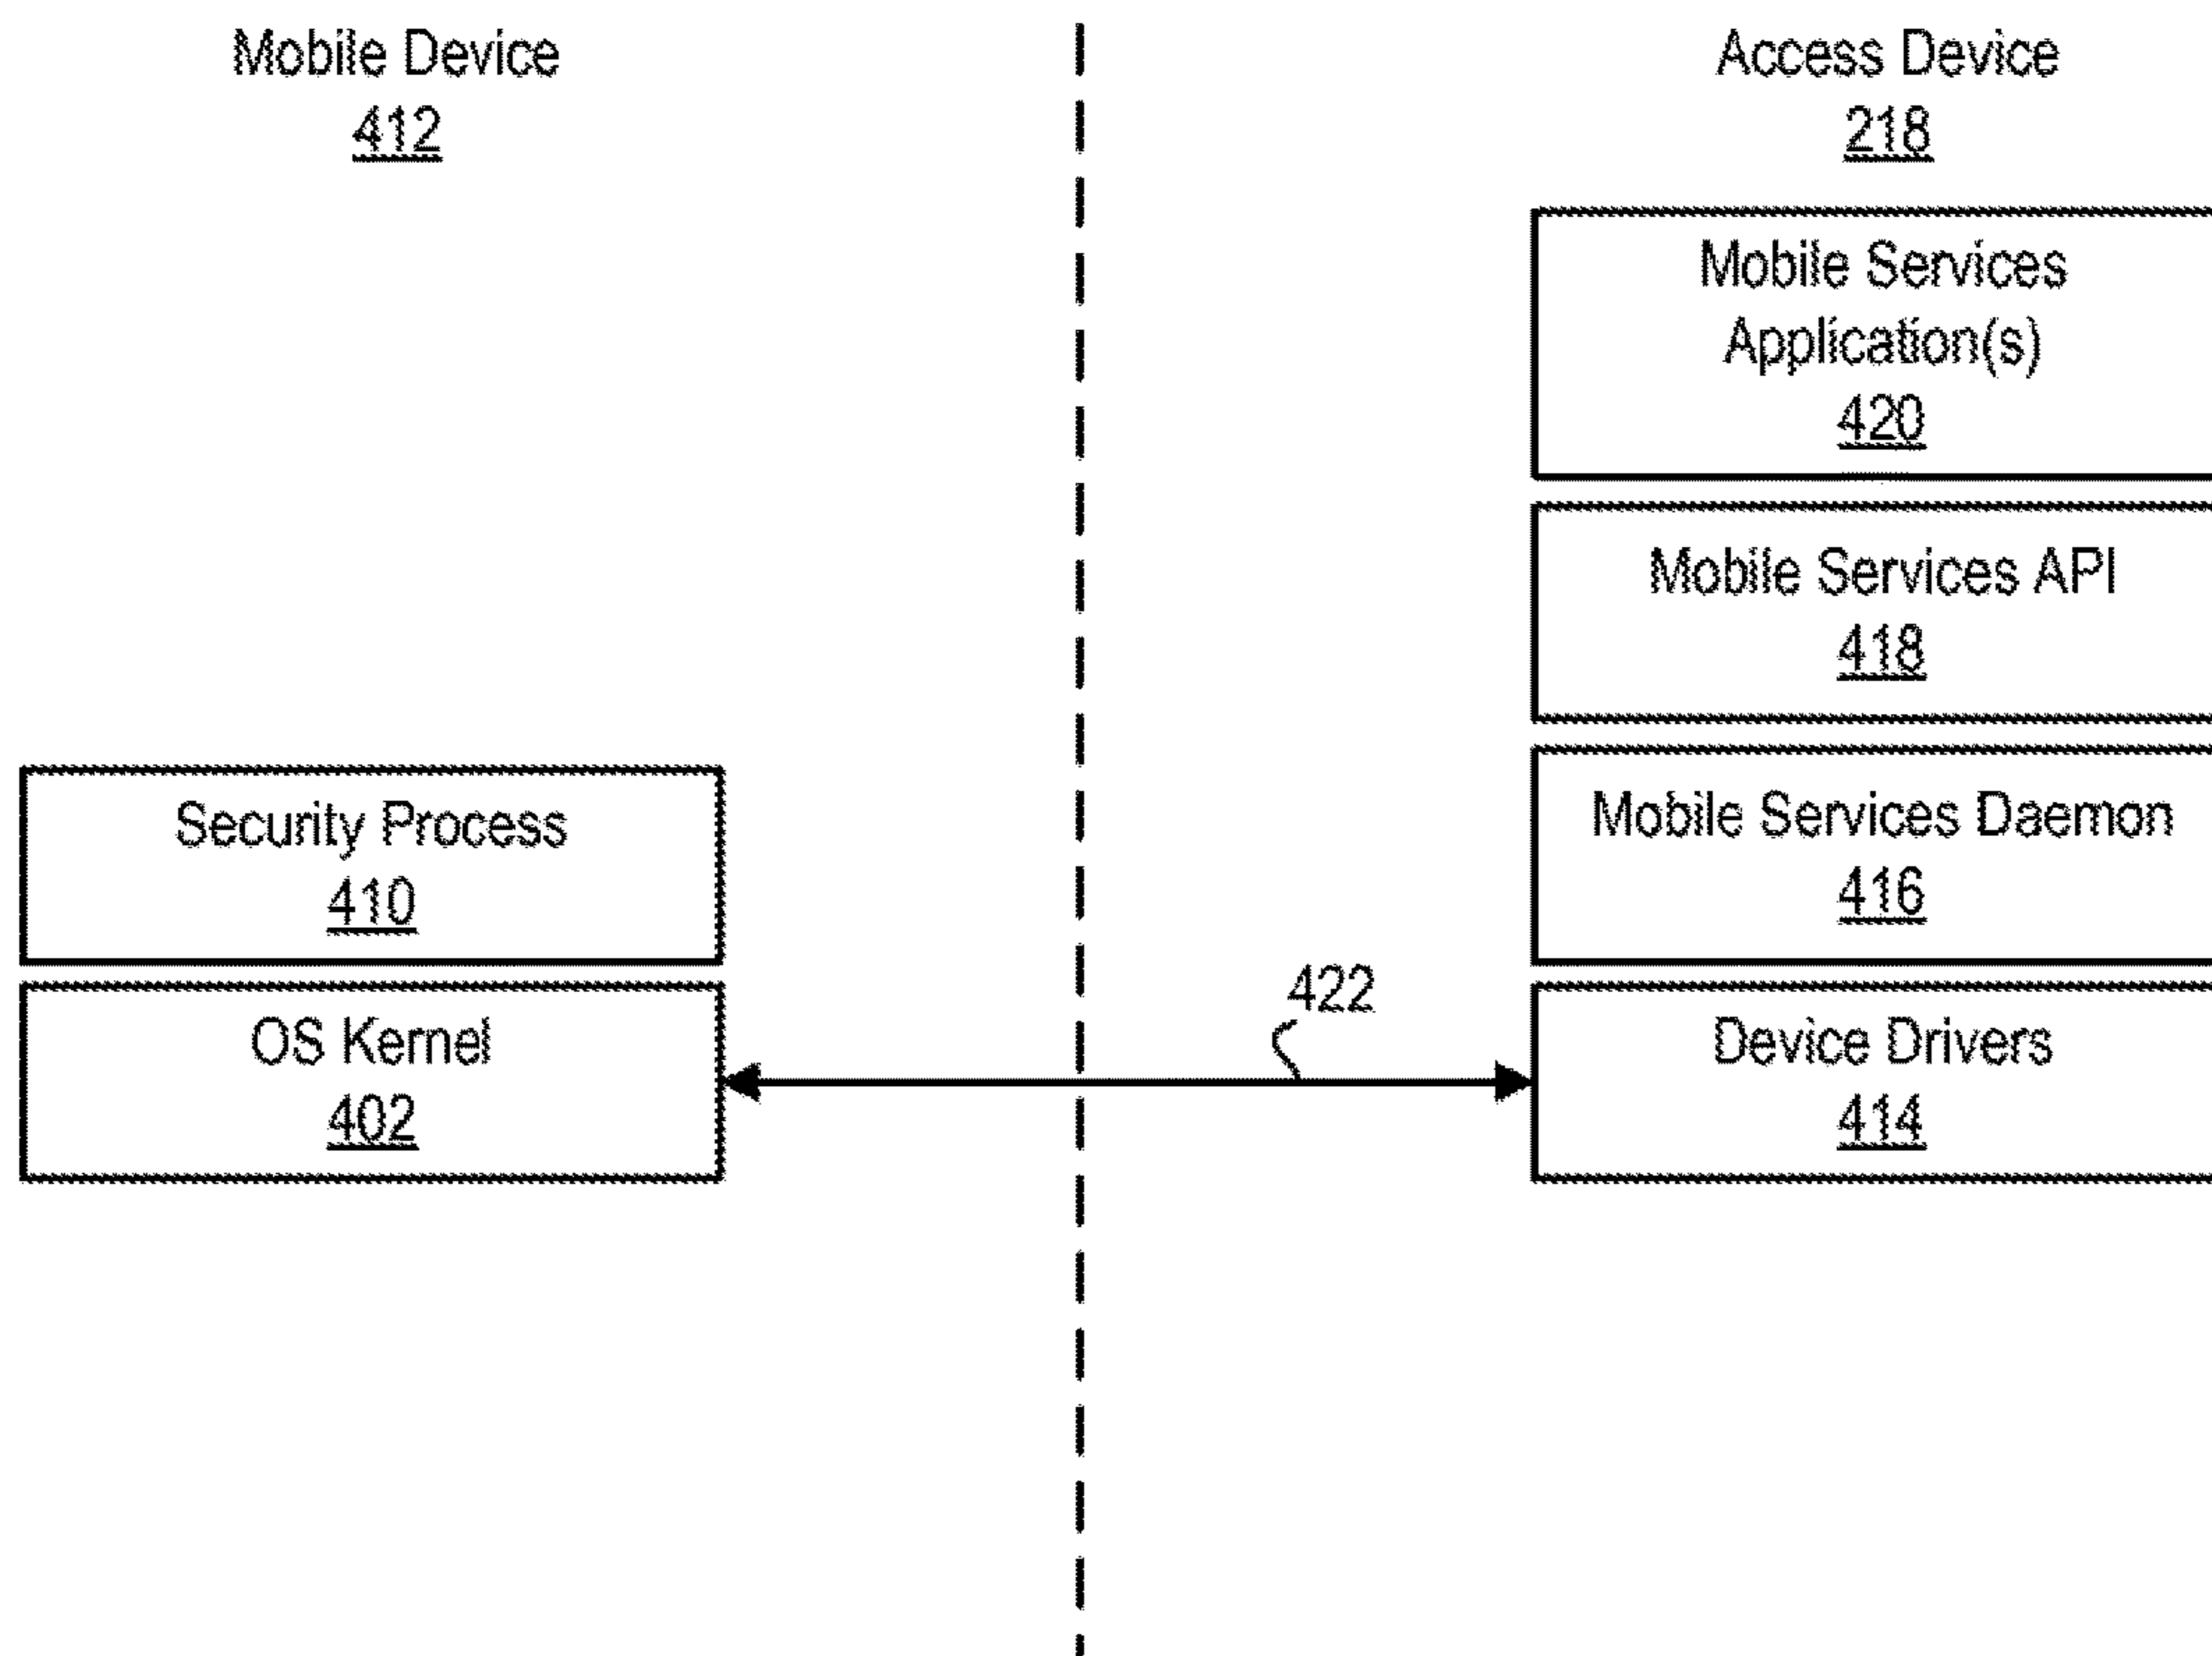 Mobile Device
412
Access Device
218
Mobile Services
Application(s)
420
Mobile Services API
418
Mobile Services Daemon
416
Security Process
410
422
OS Kernel
402
Device Drivers
414